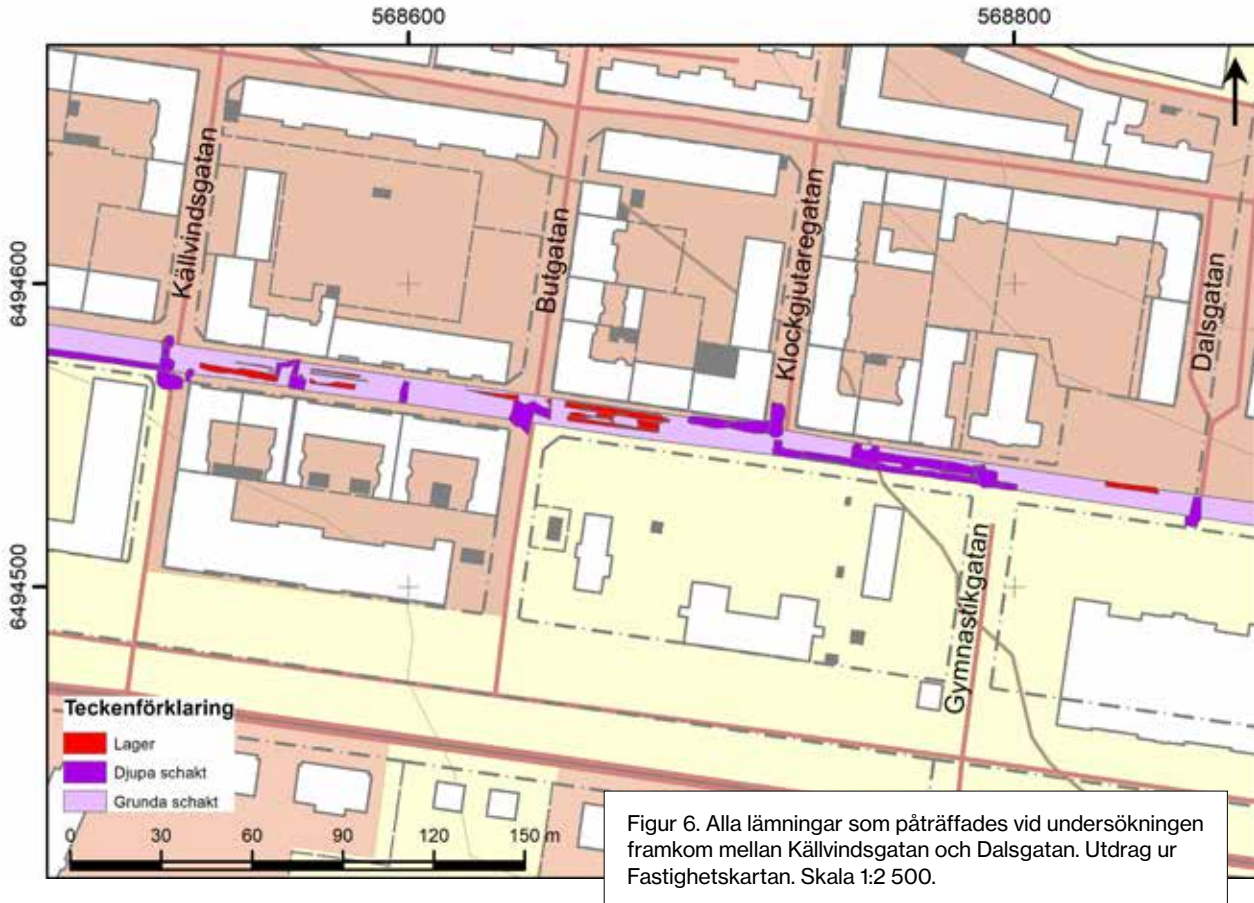 568600
568800
Källvindsgatan
Butgatan
Klockgjutaregatan
Dalsgatan
6494600
6494500
Gymnastikgatan
Teckenförklaring
Lager
Djupa schakt
Grunda schakt
0 30 60 90 120 150 m
Figur 6. Alla lämningar som påträffades vid undersökningen
framkom mellan Källvindsgatan och Dalsgatan. Utdrag ur
Fastighetskartan. Skala 1:2 500.